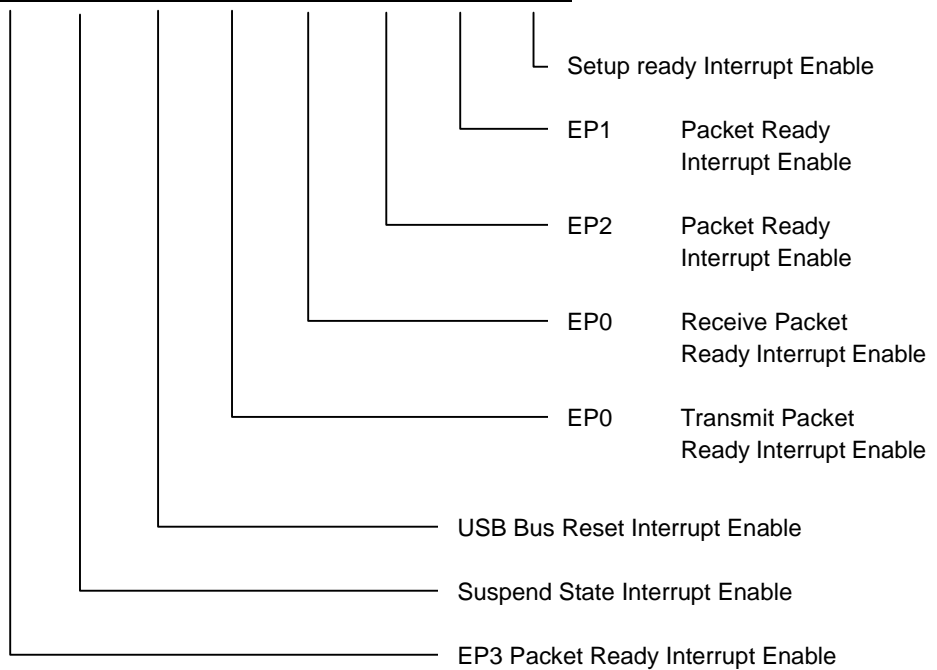 Setup ready Interrupt Enable
EP1 Packet Ready
Interrupt Enable
EP2 Packet Ready
Interrupt Enable
EP0 Receive Packet
Ready Interrupt Enable
EP0 Transmit Packet
Ready Interrupt Enable
USB Bus Reset Interrupt Enable
Suspend State Interrupt Enable
EP3 Packet Ready Interrupt Enable